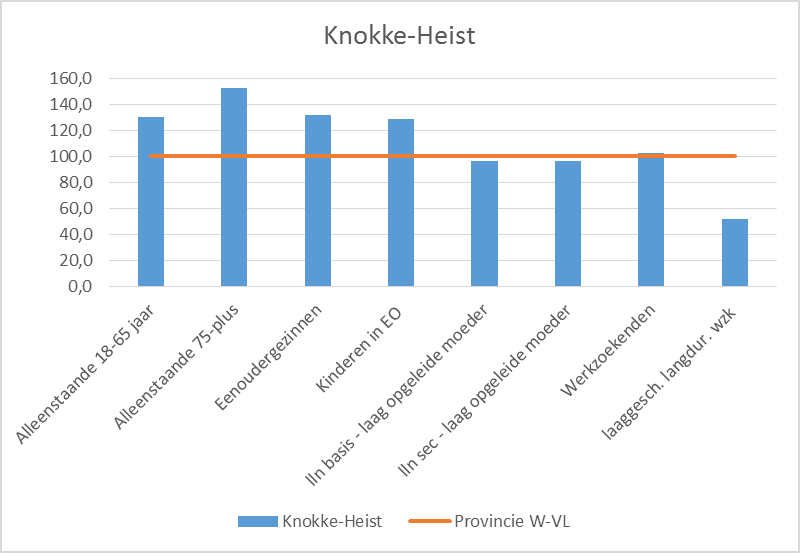 Knokke-Heist
160,0
140,0
120,0
100,0
80,0
60,0
40,0
20,0
0,0
Alleenstaande 18-65 jaar
Alleenstaande 75-plus
Eenoudergezinnen
Kinderen in EO
lln basis - laag opgeleide moeder
lln sec - laag opgeleide moeder
Werkzoekenden
laaggesch. langdur. wzk
Knokke-Heist
Provincie W-VL